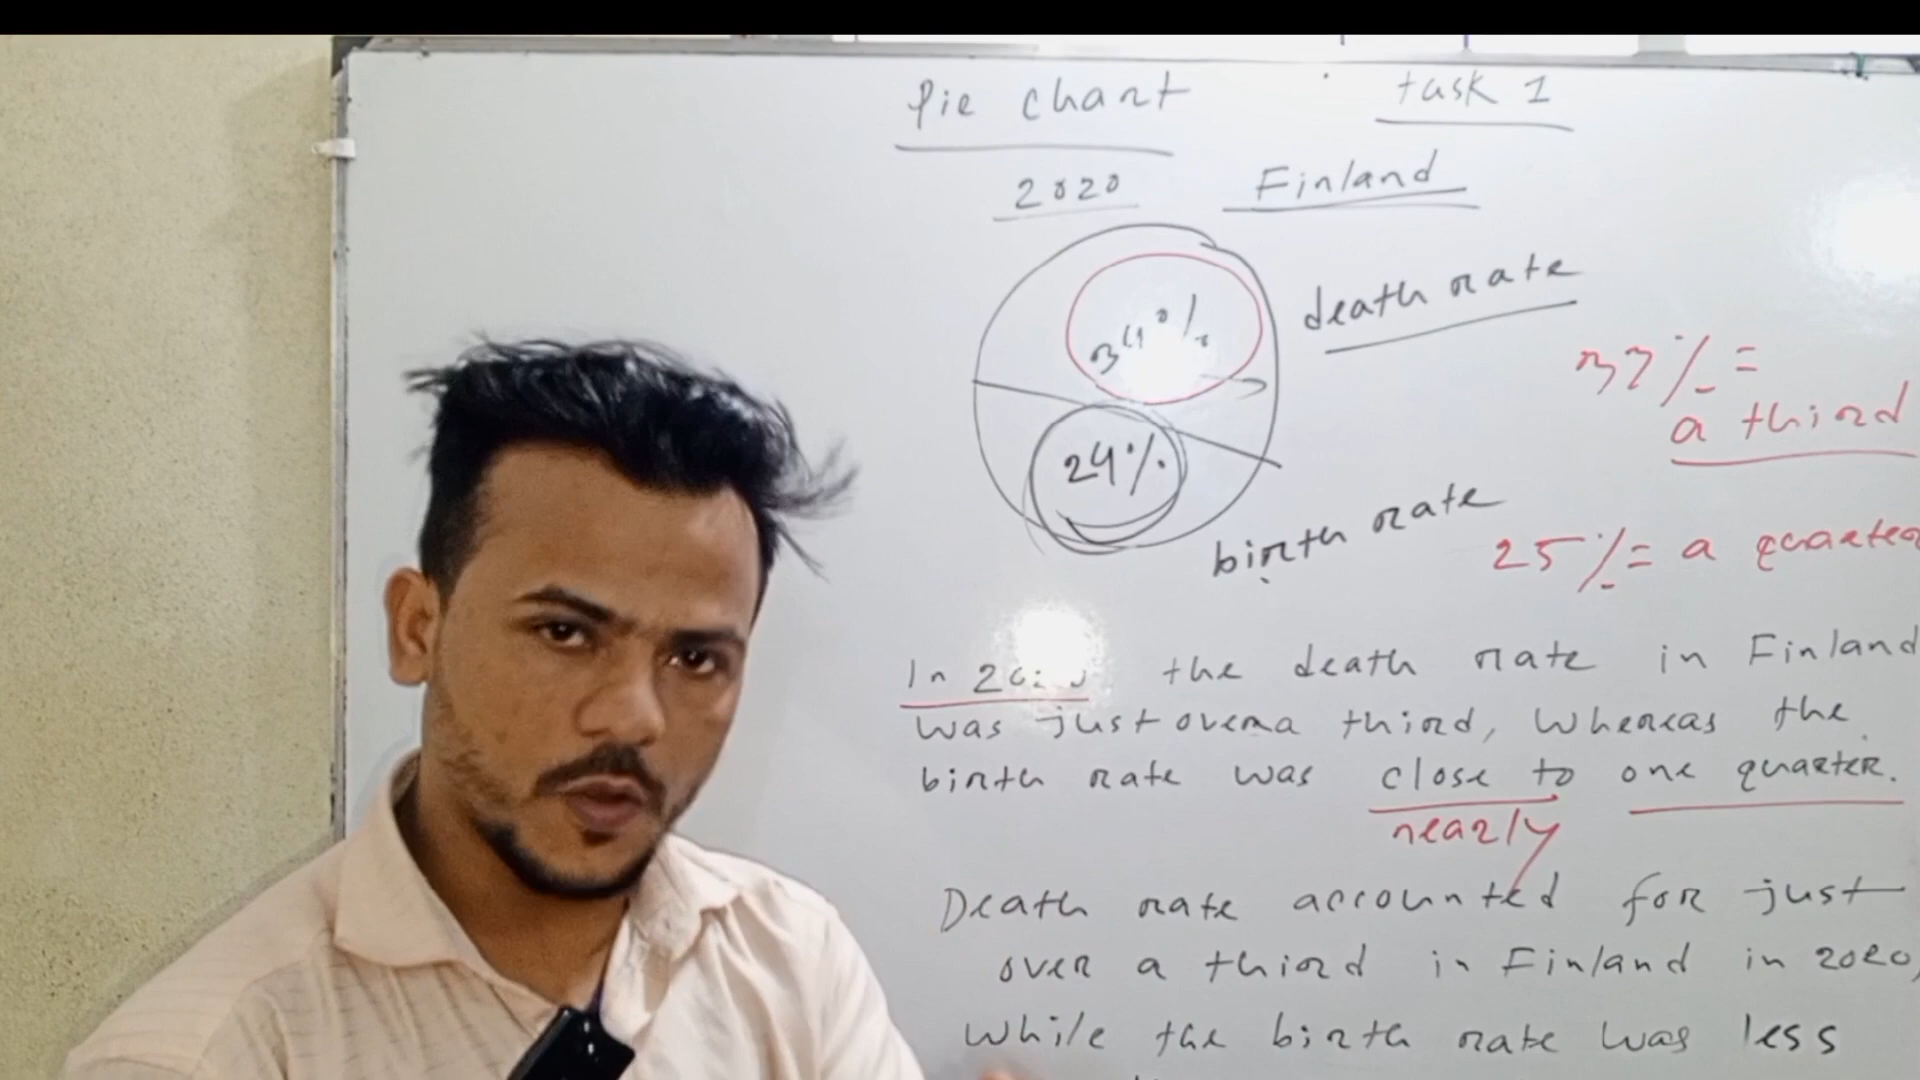 Pie chart
task 1
2020
Finland
34%
death rate
33% =
a third
24%
birth rate
25% = a quarter
In the death rate in Finland
was just over a third, whereas the
birth rate was close to one quarter.
nearly
Death rate accounted for just
over a third in Finland in 2020,
while the birth rate was less